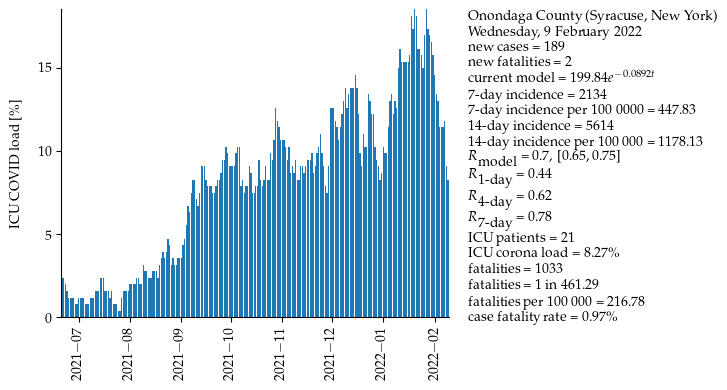 Onondaga County (Syracuse, New York)
Wednesday, 9 February 2022
new cases = 189
new fatalities = 2
current model = 199.84e^{-0.0892t}
7-day incidence = 2134
7-day incidence per 100 0000 = 447.83
14-day incidence = 5614
14-day incidence per 100 000 = 1178.13
R_model = 0.7, [0.65, 0.75]
R_1-day = 0.44
R_4-day = 0.62
R_7-day = 0.78
ICU patients = 21
ICU corona load = 8.27%
fatalities = 1033
fatalities = 1 in 461.29
fatalities per 100 000 = 216.78
case fatality rate = 0.97%
ICU COVID load [%]
15
10
5
0
2021−07
2021−08
2021−09
2021−10
2021−11
2021−12
2022−01
2022−02